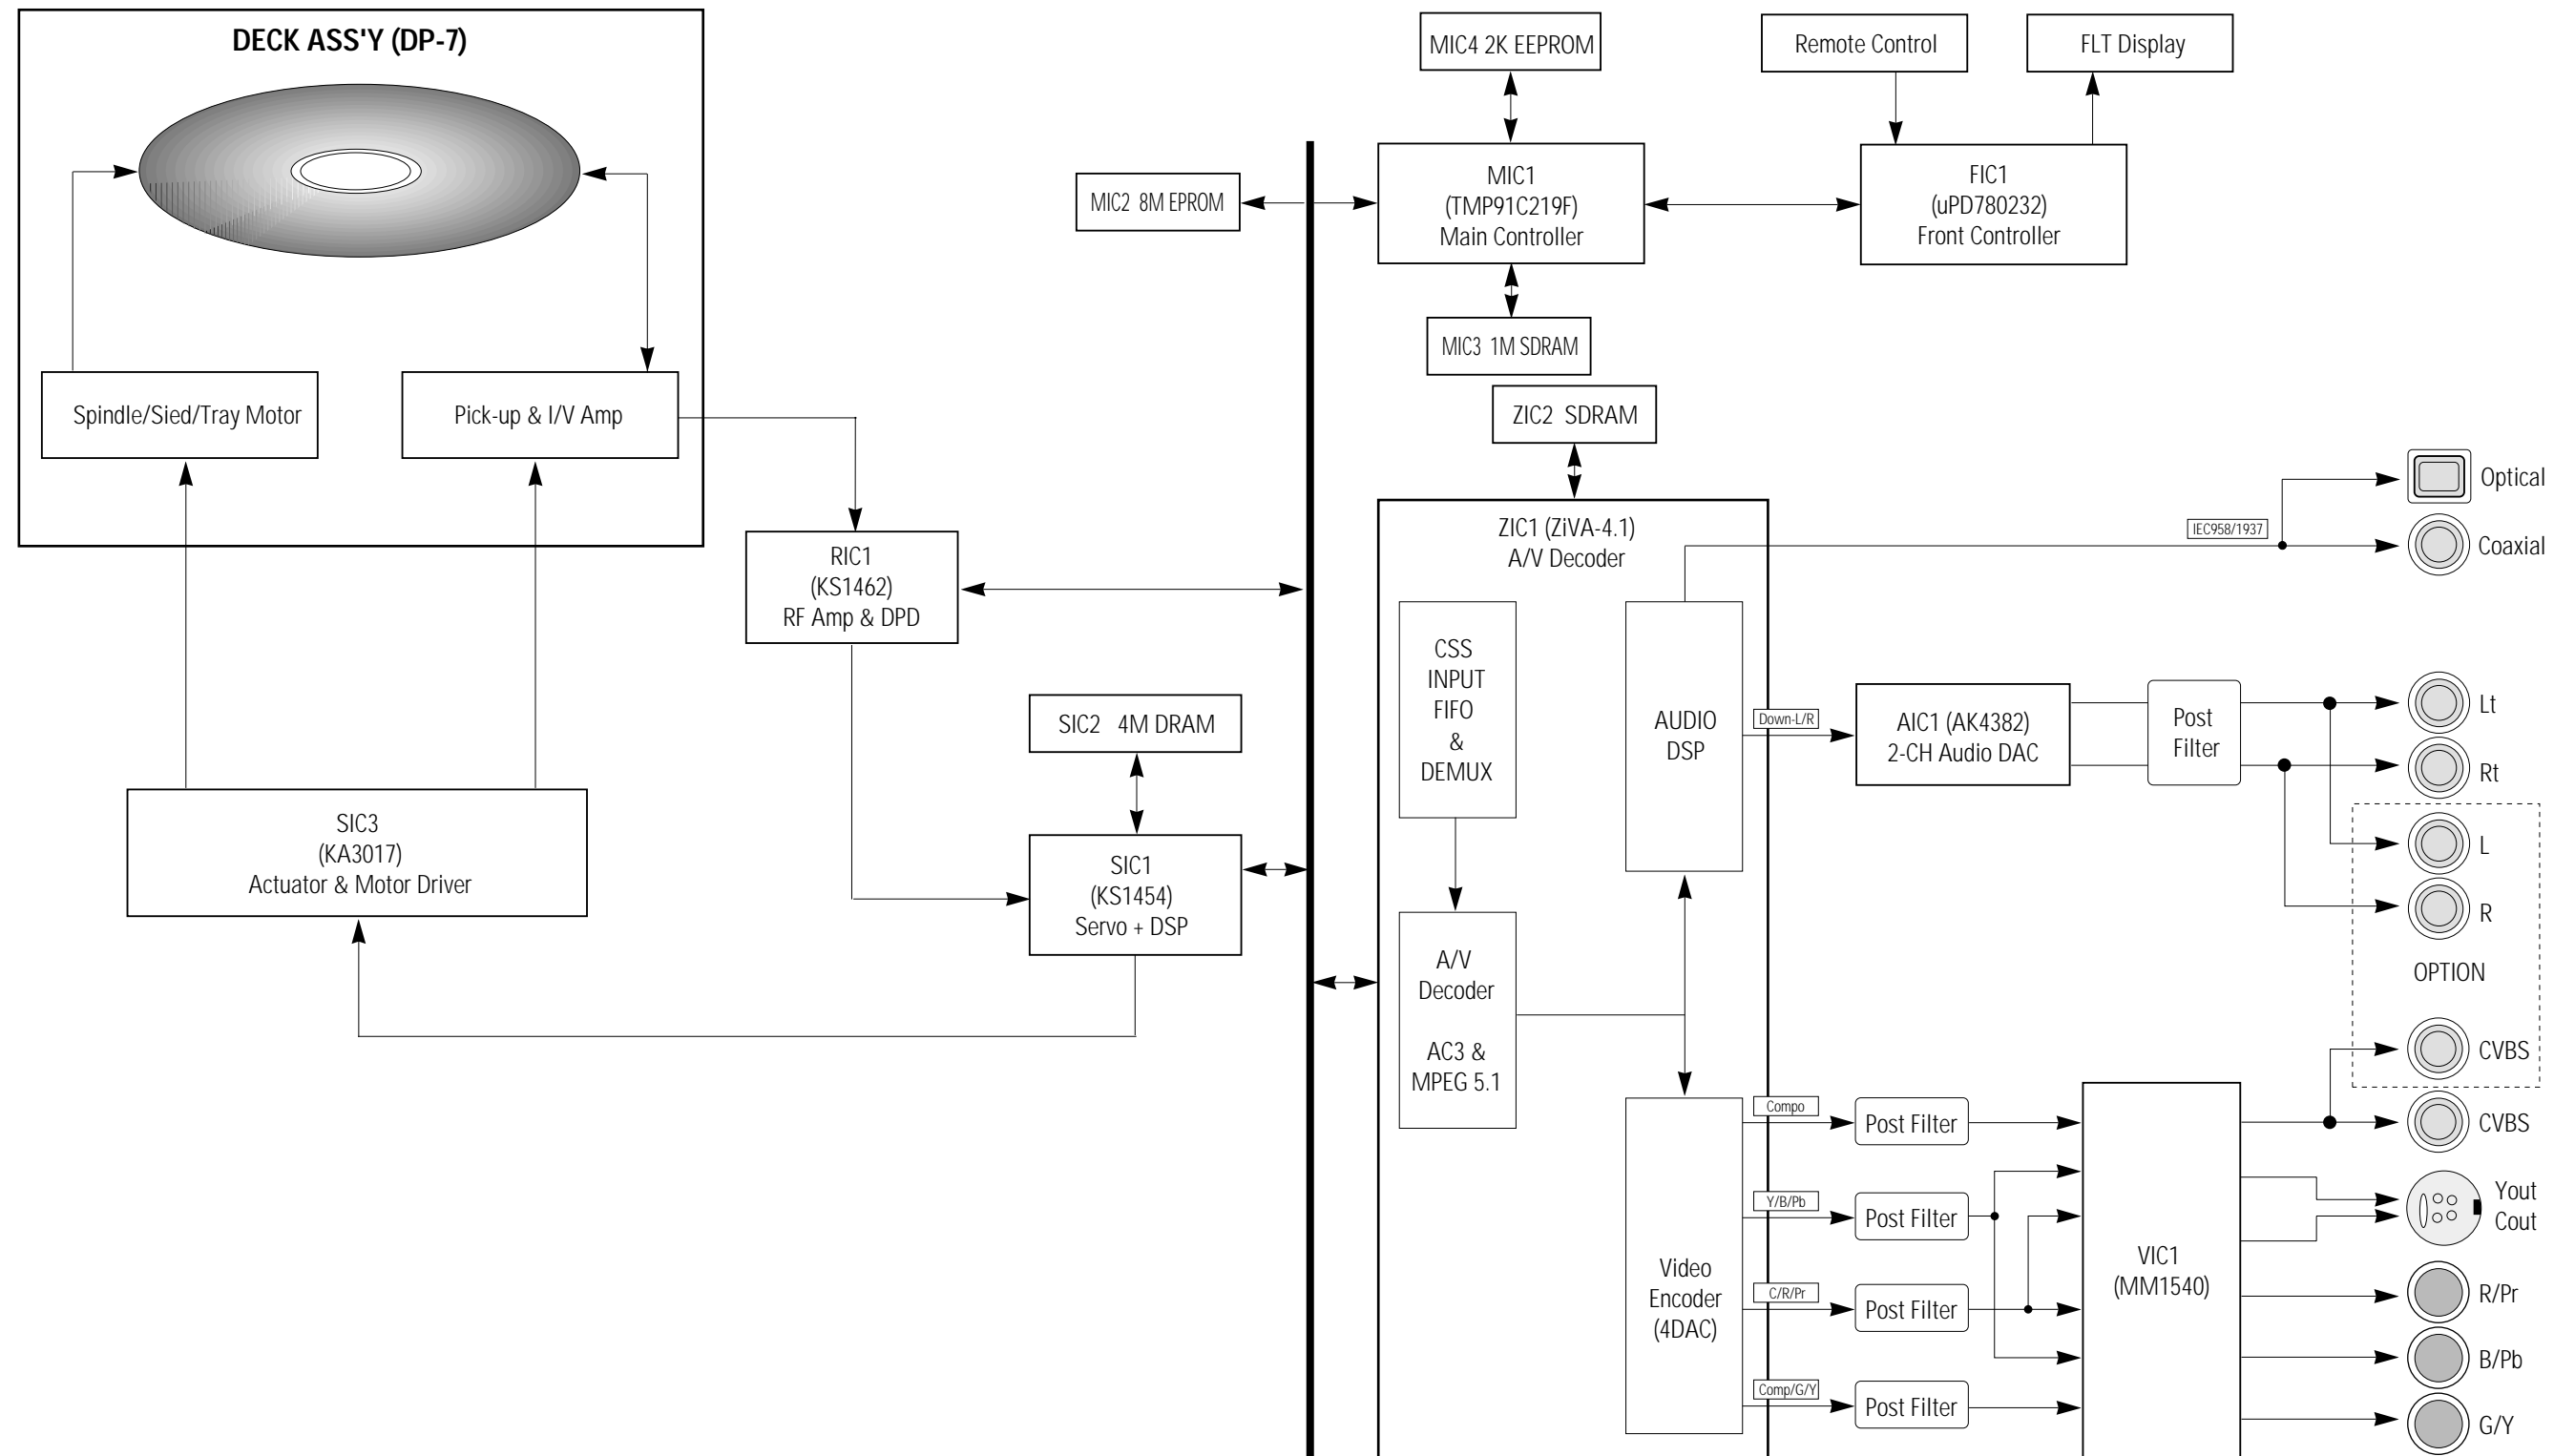 DECK ASS'Y (DP-7)
Spindle/Sied/Tray Motor
Pick-up & I/V Amp
RIC1
(KS1462)
RF Amp & DPD
SIC2 4M DRAM
SIC3
(KA3017)
Actuator & Motor Driver
SIC1
(KS1454)
Servo + DSP
MIC4 2K EEPROM
Remote Control
FLT Display
MIC2 8M EPROM
MIC1
(TMP91C219F)
Main Controller
FIC1
(uPD780232)
Front Controller
MIC3 1M SDRAM
ZIC2 SDRAM
ZIC1 (ZiVA-4.1)
A/V Decoder
CSS
INPUT
FIFO
&
DEMUX
A/V
Decoder
AC3 &
MPEG 5.1
AUDIO
DSP
Video
Encoder
(4DAC)
IEC958/1937
Optical
Coaxial
Down-L/R
AIC1 (AK4382)
2-CH Audio DAC
Post
Filter
Lt
Rt
L
R
OPTION
CVBS
CVBS
Compo
Post Filter
Y/B/Pb
Post Filter
C/R/Pr
Post Filter
Comp/G/Y
Post Filter
VIC1
(MM1540)
Yout
Cout
R/Pr
B/Pb
G/Y